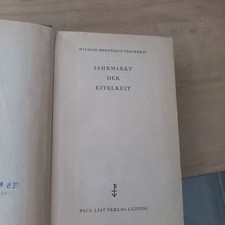 WILLIAM MAKEPEACE THACKERAY
JAHRMARKT
DER
EITELKEIT
PAUL LIST VERLAG LEIPZIG